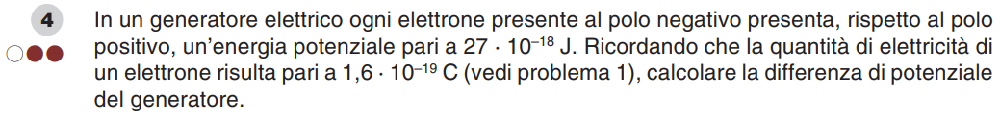 4 In un generatore elettrico ogni elettrone presente al polo negativo presenta, rispetto al polo
positivo, un'energia potenziale pari a 27 · 10⁻¹⁸ J. Ricordando che la quantità di elettricità di
un elettrone risulta pari a 1,6 · 10⁻¹⁹ C (vedi problema 1), calcolare la differenza di potenziale
del generatore.